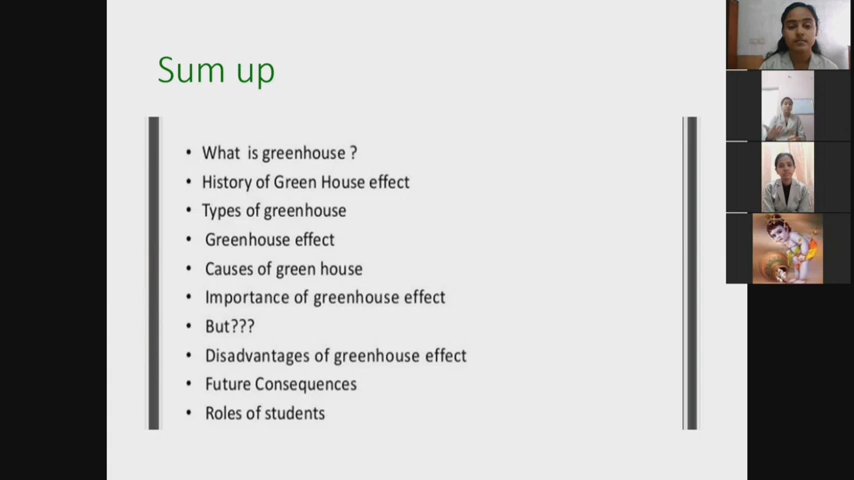 Sum up
• What is greenhouse ?
• History of Green House effect
• Types of greenhouse
• Greenhouse effect
• Causes of green house
• Importance of greenhouse effect
• But???
• Disadvantages of greenhouse effect
• Future Consequences
• Roles of students